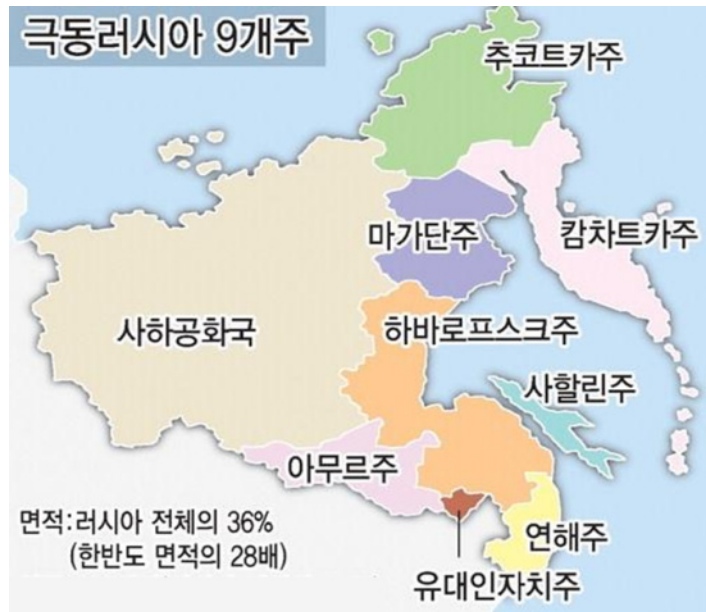 극동러시아 9개주
추코트카주
마가단주
캄차트카주
사하공화국
하바로프스크주
사할린주
아무르주
면적:러시아 전체의 36%
(한반도 면적의 28배)
연해주
유대인자치주